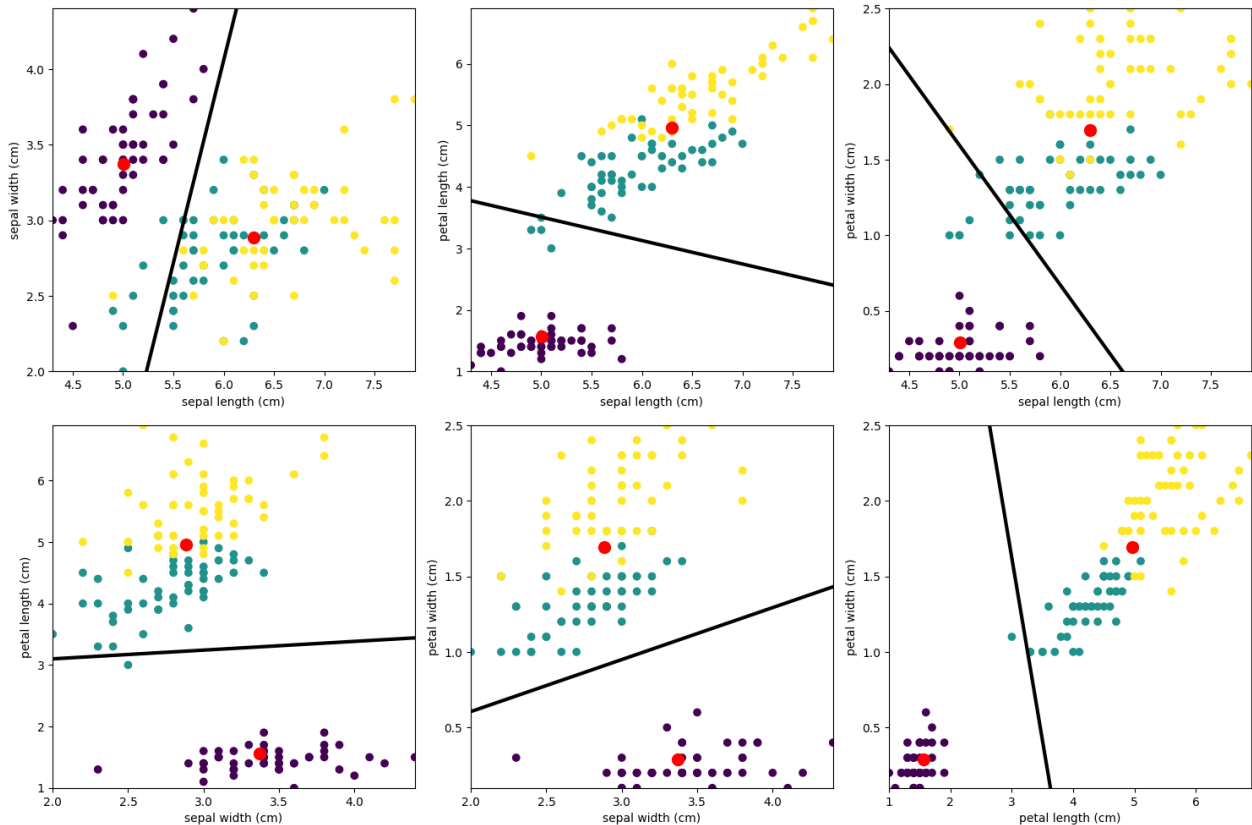 4.0
3.5
3.0
2.5
2.0
sepal width (cm)
4.5 5.0 5.5 6.0 6.5 7.0 7.5
sepal length (cm)
6
5
4
3
2
1
petal length (cm)
4.5 5.0 5.5 6.0 6.5 7.0 7.5
sepal length (cm)
2.5
2.0
1.5
1.0
0.5
petal width (cm)
4.5 5.0 5.5 6.0 6.5 7.0 7.5
sepal length (cm)
6
5
4
3
2
1
petal length (cm)
2.0 2.5 3.0 3.5 4.0
sepal width (cm)
2.5
2.0
1.5
1.0
0.5
petal width (cm)
2.0 2.5 3.0 3.5 4.0
sepal width (cm)
2.5
2.0
1.5
1.0
0.5
petal width (cm)
1 2 3 4 5 6
petal length (cm)